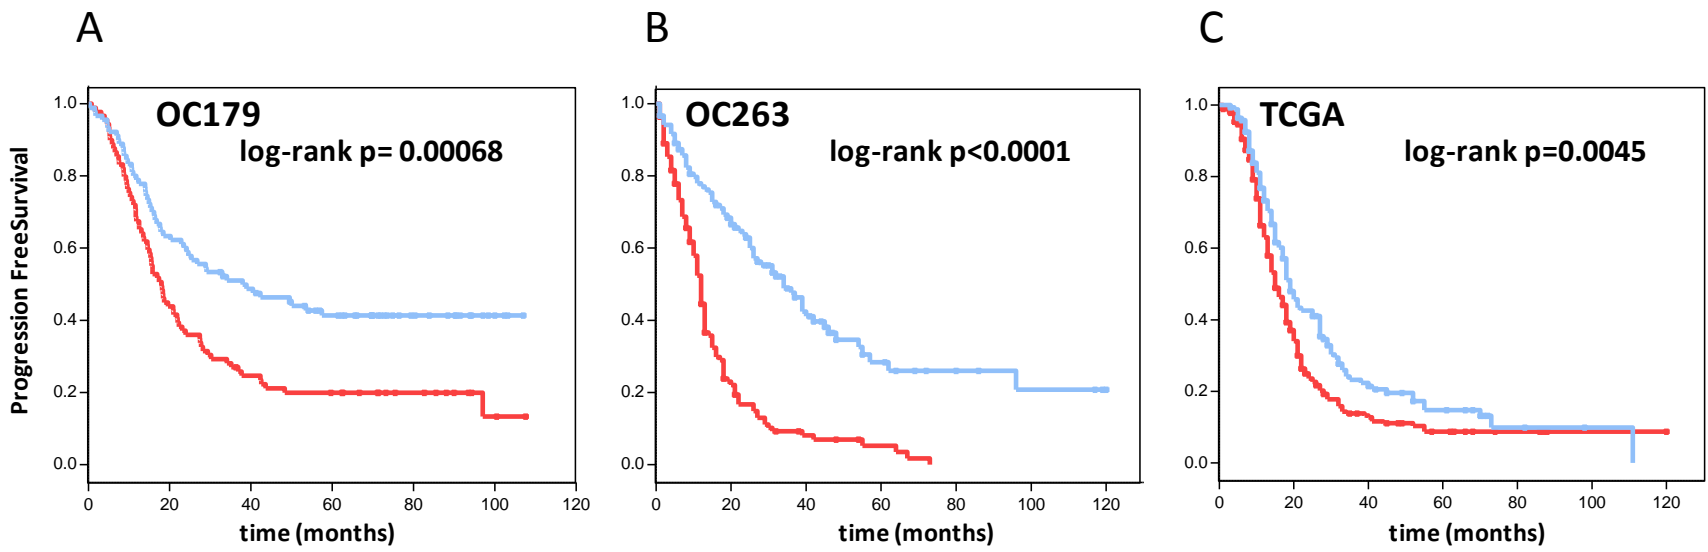 A
B
C
OC179
log-rank p= 0.00068
OC263
log-rank p<0.0001
TCGA
log-rank p=0.0045
Progression FreeSurvival
1.0
0.8
0.6
0.4
0.2
0.0
0 20 40 60 80 100 120
time (months)
1.0
0.8
0.6
0.4
0.2
0.0
0 20 40 60 80 100 120
time (months)
1.0
0.8
0.6
0.4
0.2
0.0
0 20 40 60 80 100 120
time (months)